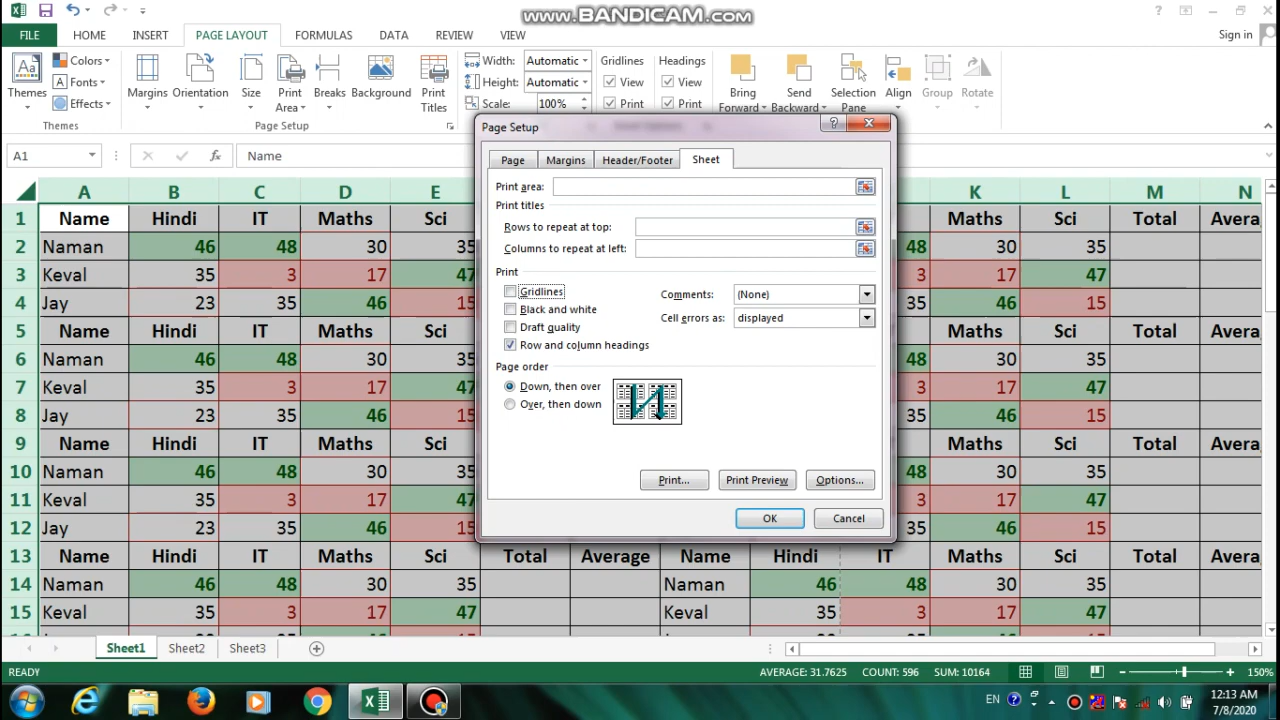 www.BANDICAM.com
FILE HOME INSERT PAGE LAYOUT FORMULAS DATA REVIEW VIEW Sign in
Themes Colors Fonts Effects Margins Orientation Size Print Area Breaks Background Print Titles
Width: Automatic Height: Automatic Scale: 100%
Gridlines View Print Headings View Print
Bring Forward Send Backward Selection Pane Align Group Rotate
Themes Page Setup
A1 Name
Page Setup
Page Margins Header/Footer Sheet
Print area:
Print titles
Rows to repeat at top:
Columns to repeat at left:
Print
Gridlines Comments: (None)
Black and white Cell errors as: displayed
Draft quality
Row and column headings
Page order
Down, then over
Over, then down
Print... Print Preview Options...
OK Cancel
A B C D E K L M N
1 Name Hindi IT Maths Sci Maths Sci Total Avera
2 Naman 46 48 30 35 48 30 35
3 Keval 35 3 17 47 3 17 47
4 Jay 23 35 46 15 35 46 15
5 Name Hindi IT Maths Sci Maths Sci Total Avera
6 Naman 46 48 30 35 48 30 35
7 Keval 35 3 17 47 3 17 47
8 Jay 23 35 46 15 35 46 15
9 Name Hindi IT Maths Sci Maths Sci Total Avera
10 Naman 46 48 30 35 48 30 35
11 Keval 35 3 17 47 3 17 47
12 Jay 23 35 46 15 35 46 15
13 Name Hindi IT Maths Sci Total Average Name Hindi IT Maths Sci Total Avera
14 Naman 46 48 30 35 Naman 46 48 30 35
15 Keval 35 3 17 47 Keval 35 3 17 47
Sheet1 Sheet2 Sheet3
READY AVERAGE: 31.7625 COUNT: 596 SUM: 10164 150%
EN 12:13 AM
7/8/2020